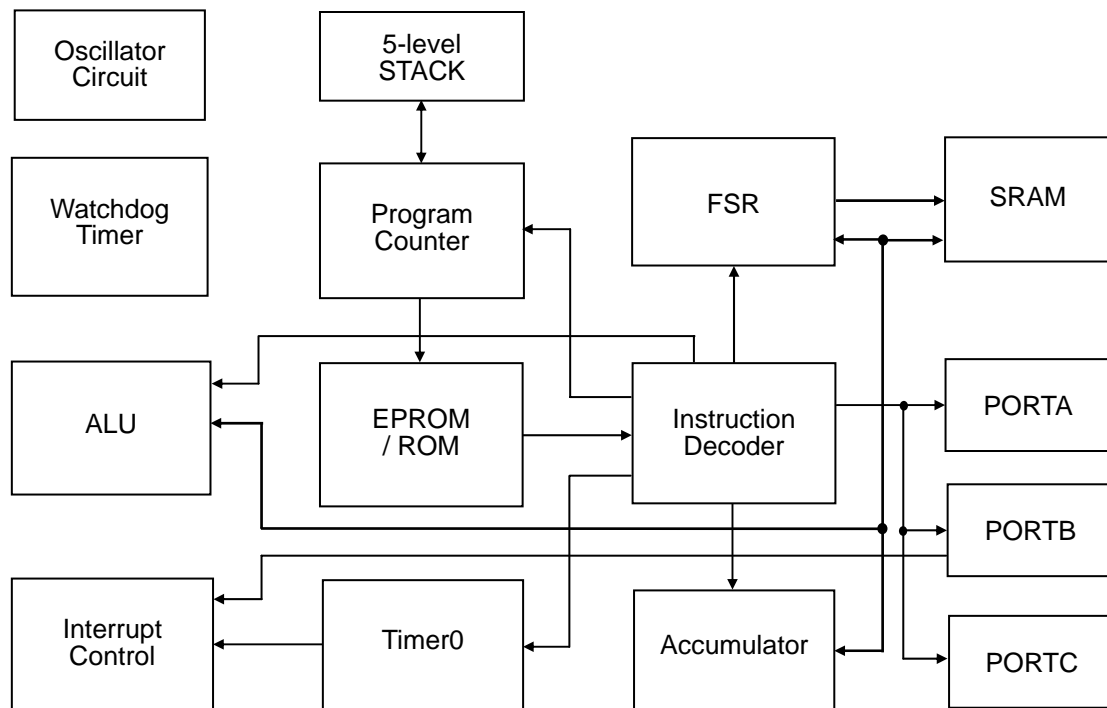 Oscillator
Circuit
5-level
STACK
Watchdog
Timer
Program
Counter
FSR
SRAM
ALU
EPROM
/ ROM
Instruction
Decoder
PORTA
PORTB
Interrupt
Control
Timer0
Accumulator
PORTC